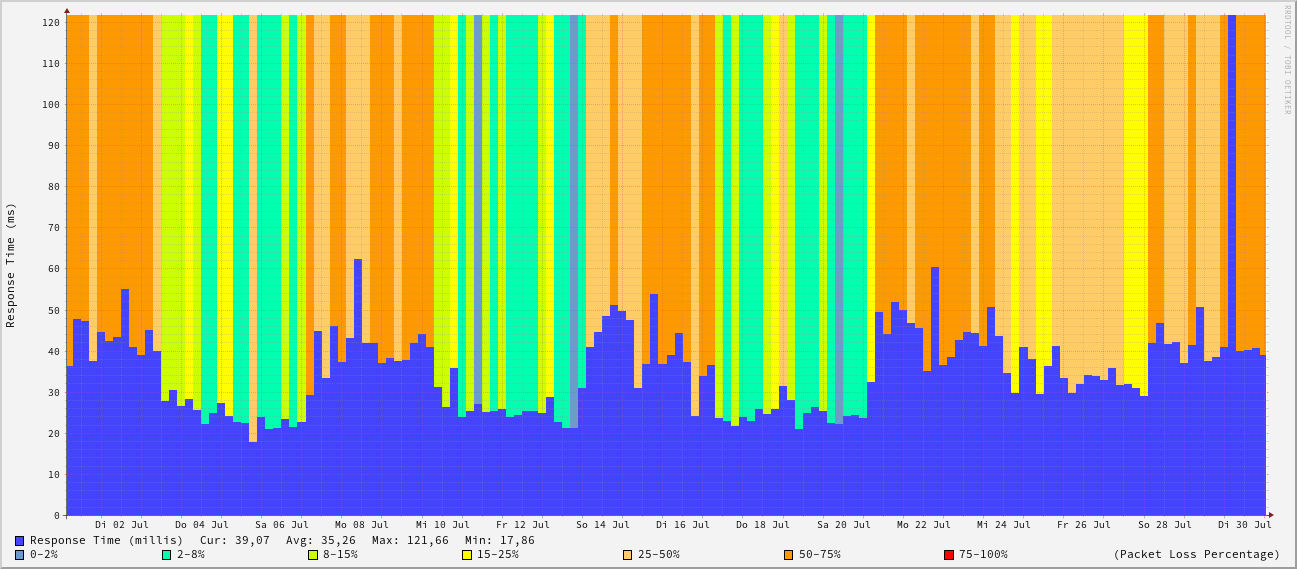 RRDTOOL / TOBI OETIKER
Response Time (ms)
120
110
100
90
80
70
60
50
40
30
20
10
0
Di 02 Jul Do 04 Jul Sa 06 Jul Mo 08 Jul Mi 10 Jul Fr 12 Jul So 14 Jul Di 16 Jul Do 18 Jul Sa 20 Jul Mo 22 Jul Mi 24 Jul Fr 26 Jul So 28 Jul Di 30 Jul
Response Time (millis) Cur: 39,07 Avg: 35,26 Max: 121,66 Min: 17,86
0-2% 2-8% 8-15% 15-25% 25-50% 50-75% 75-100% (Packet Loss Percentage)